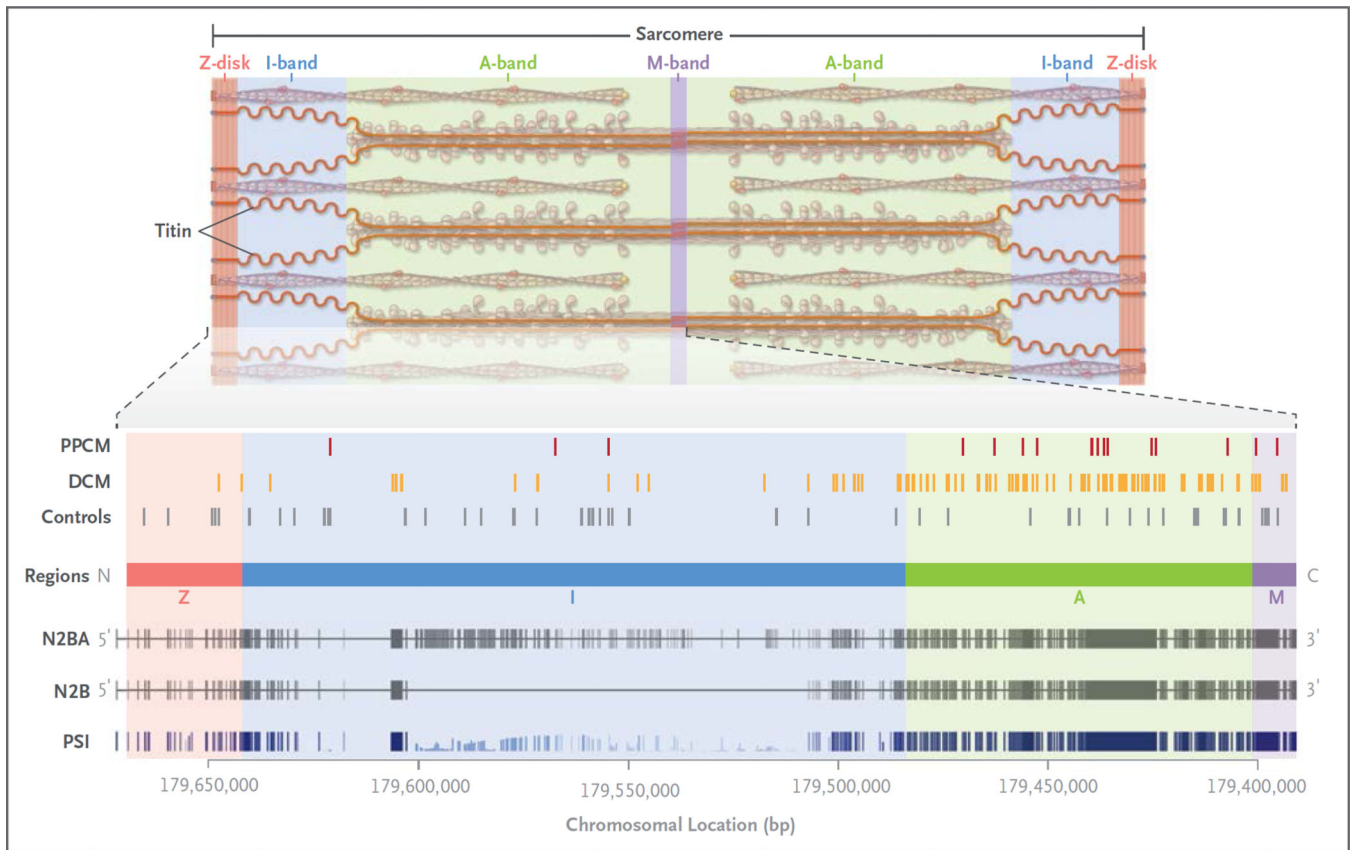 Sarcomere
Z-disk I-band A-band M-band A-band I-band Z-disk
Titin
PPCM
DCM
Controls
Regions N C
Z I A M
N2BA 5' 3'
N2B 5' 3'
PSI
179,650,000 179,600,000 179,550,000 179,500,000 179,450,000 179,400,000
Chromosomal Location (bp)